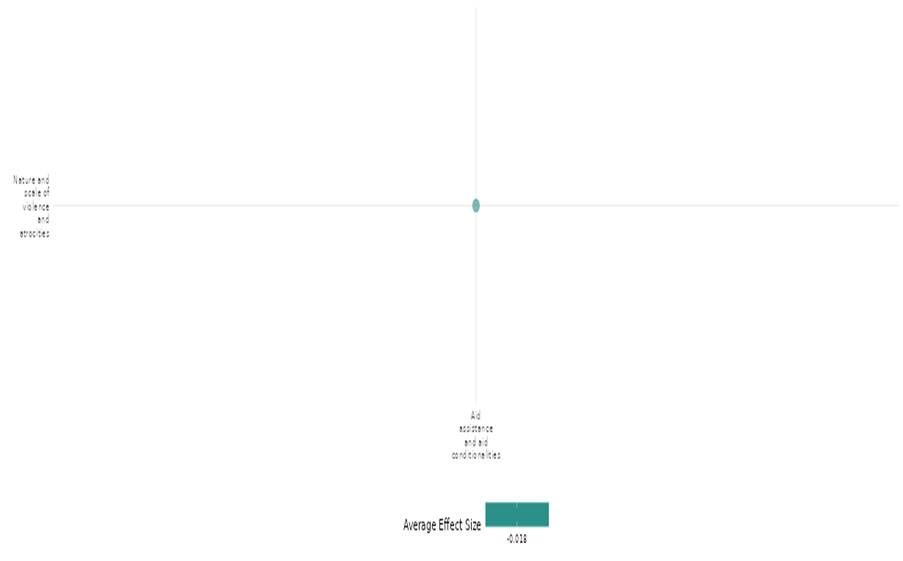 Nature and
scale of
violence
and
atrocities
Aid
assistance
and aid
conditionalities
Average Effect Size
-0.018